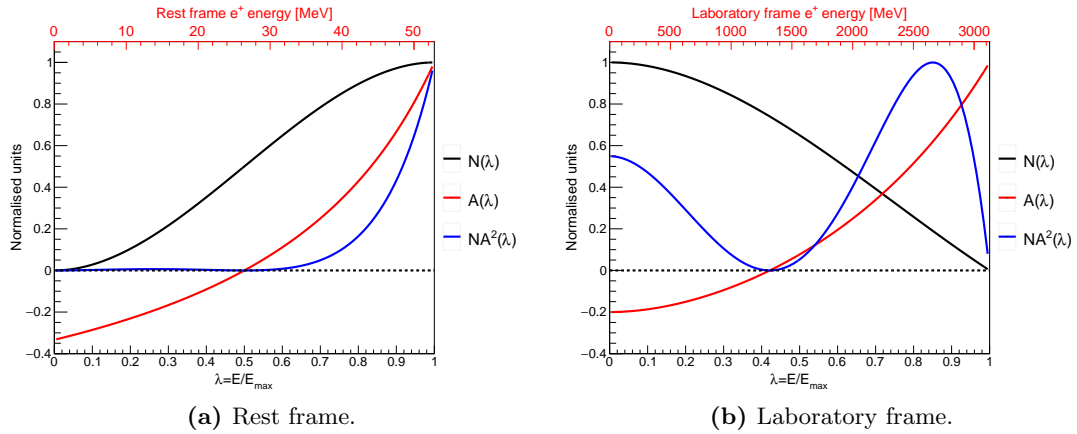 Rest frame e⁺ energy [MeV]
0 10 20 30 40 50
Normalised units
1
0.8
0.6
0.4
0.2
0
−0.2
−0.4
0 0.1 0.2 0.3 0.4 0.5 0.6 0.7 0.8 0.9 1
λ=E/E_max
N(λ)
A(λ)
NA²(λ)
(a) Rest frame.
Laboratory frame e⁺ energy [MeV]
0 500 1000 1500 2000 2500 3000
Normalised units
1
0.8
0.6
0.4
0.2
0
−0.2
−0.4
0 0.1 0.2 0.3 0.4 0.5 0.6 0.7 0.8 0.9 1
λ=E/E_max
N(λ)
A(λ)
NA²(λ)
(b) Laboratory frame.